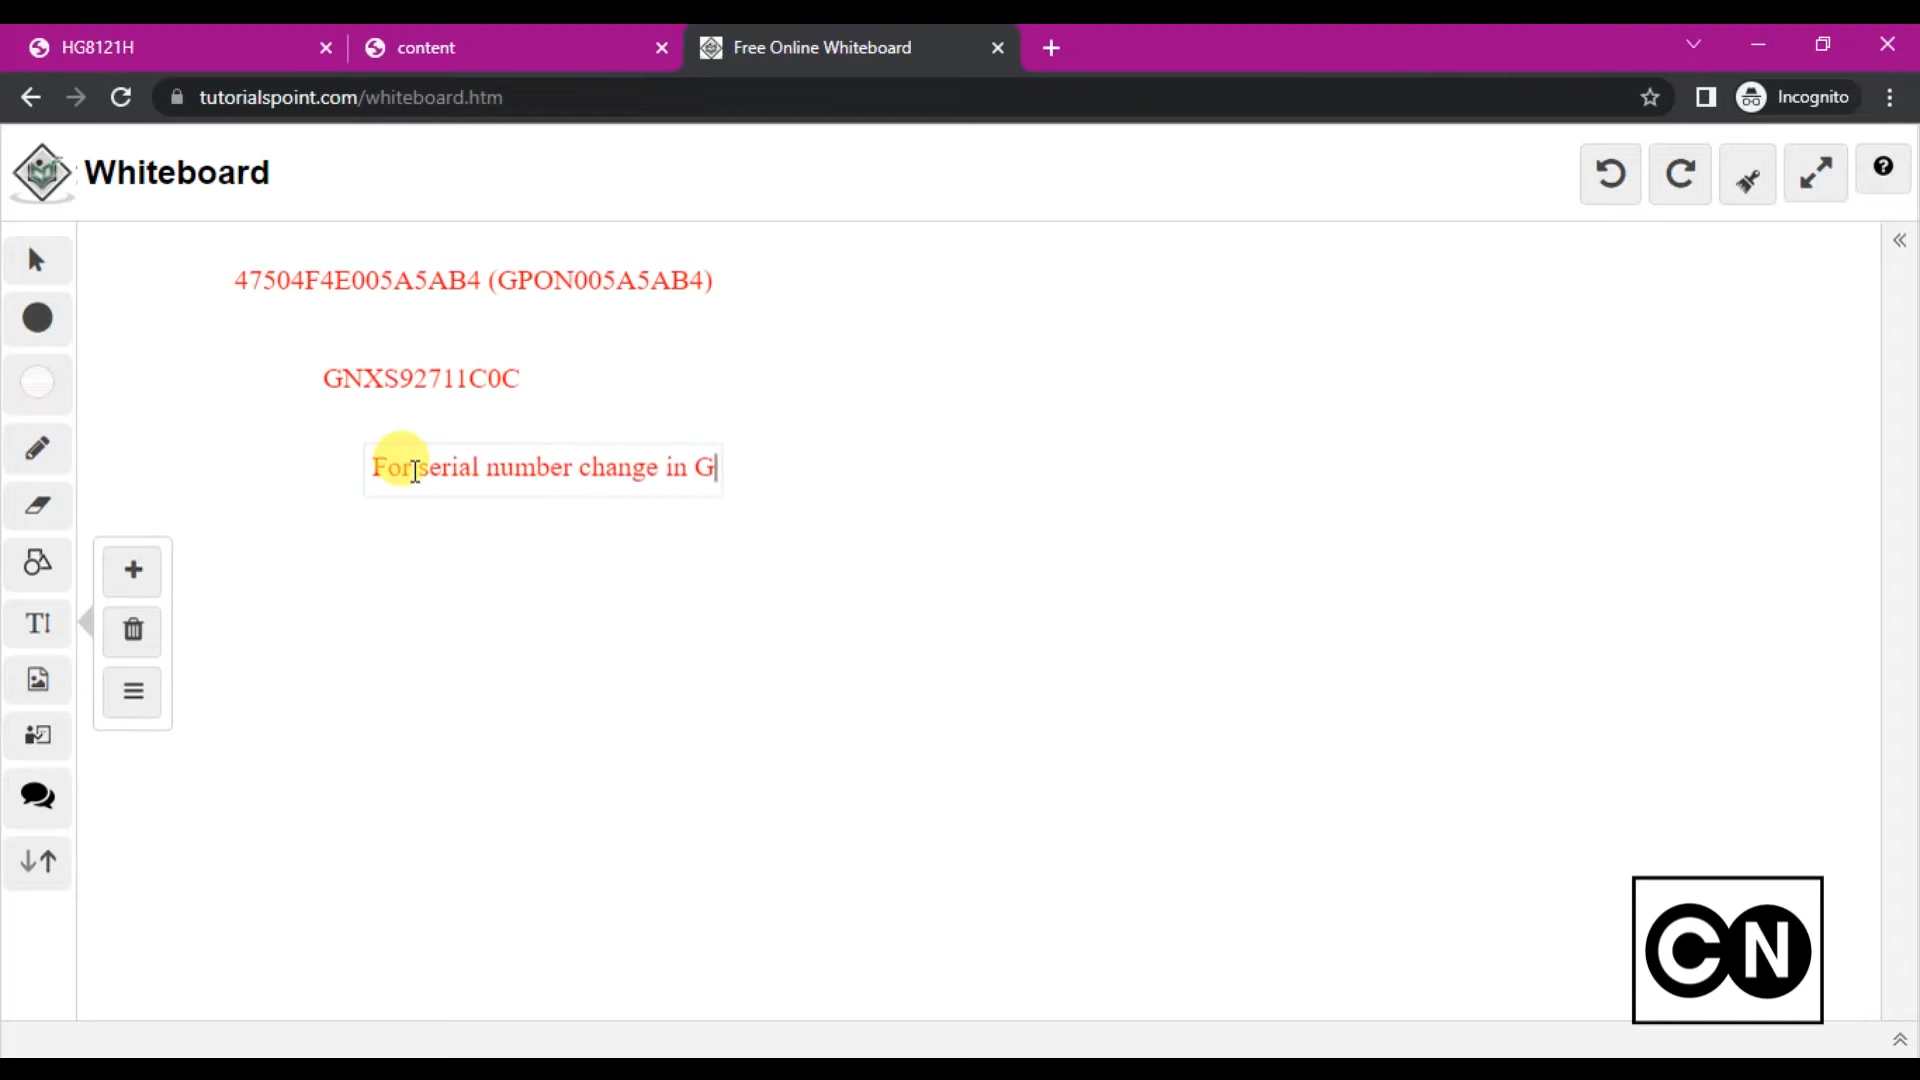 HG8121H
content
Free Online Whiteboard
tutorialspoint.com/whiteboard.htm
Incognito
Whiteboard
47504F4E005A5AB4 (GPON005A5AB4)
GNXS92711C0C
For serial number change in G
T
CN